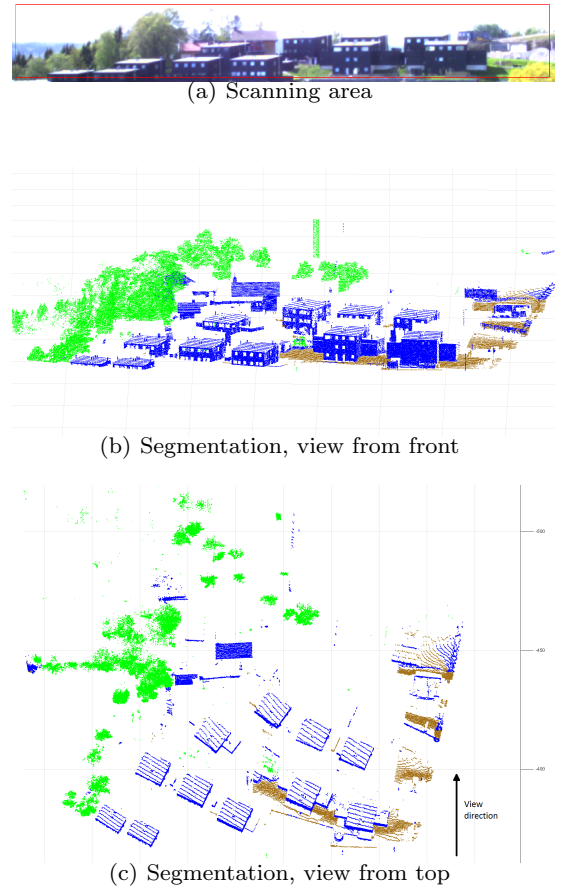 (a) Scanning area
(b) Segmentation, view from front
View
direction
(c) Segmentation, view from top